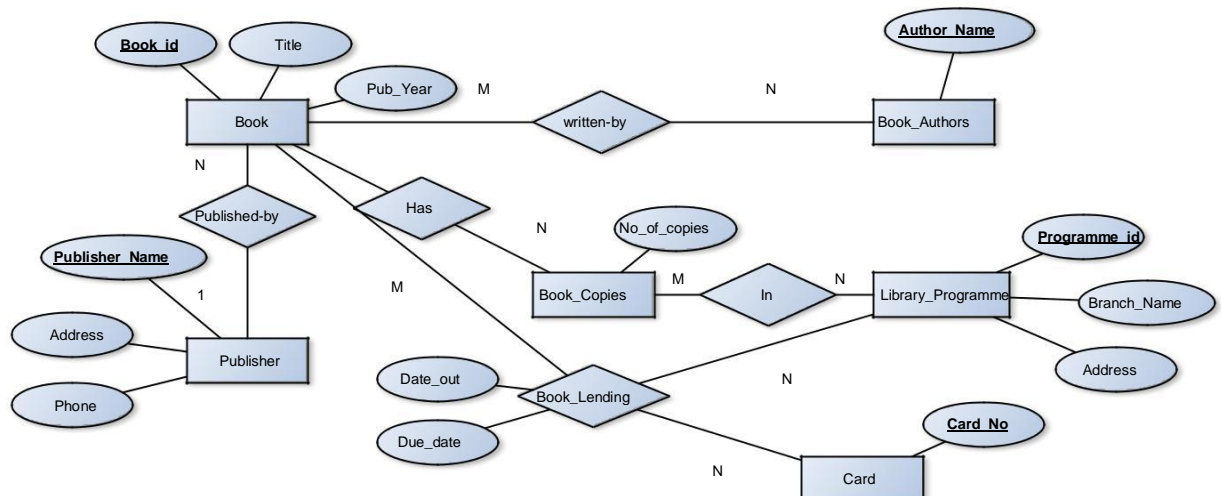 Author_Name
Book_id
Title
Pub_Year
M
N
Book
written-by
Book_Authors
N
Has
Published-by
No_of_copies
N
Programme_id
Publisher_Name
M
N
Book_Copies
In
Library_Programme
Branch_Name
1
M
Address
Publisher
Address
Date_out
N
Book_Lending
Phone
Card_No
Due_date
N
Card